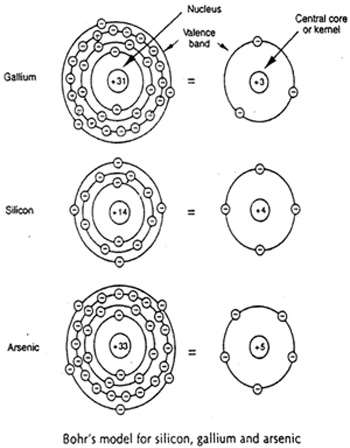 Nucleus
Valence
band
Central core
or kernel
Gallium
+31
=
+3
Silicon
+14
=
+4
Arsenic
+33
=
+5
Bohr's model for silicon, gallium and arsenic